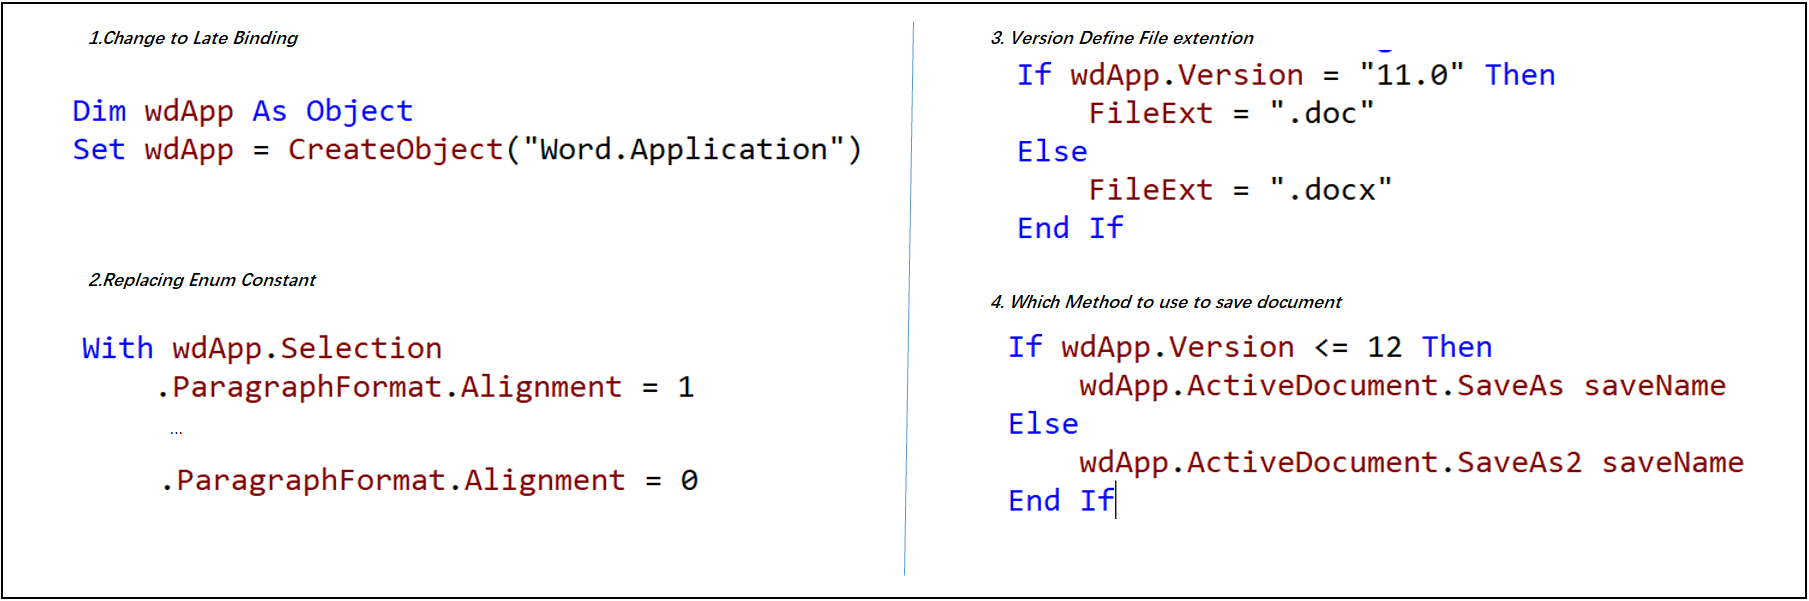 1.Change to Late Binding
Dim wdApp As Object
Set wdApp = CreateObject("Word.Application")
2.Replacing Enum Constant
With wdApp.Selection
.ParagraphFormat.Alignment = 1
...
.ParagraphFormat.Alignment = 0
3. Version Define File extention
If wdApp.Version = "11.0" Then
FileExt = ".doc"
Else
FileExt = ".docx"
End If
4. Which Method to use to save document
If wdApp.Version <= 12 Then
wdApp.ActiveDocument.SaveAs saveName
Else
wdApp.ActiveDocument.SaveAs2 saveName
End If